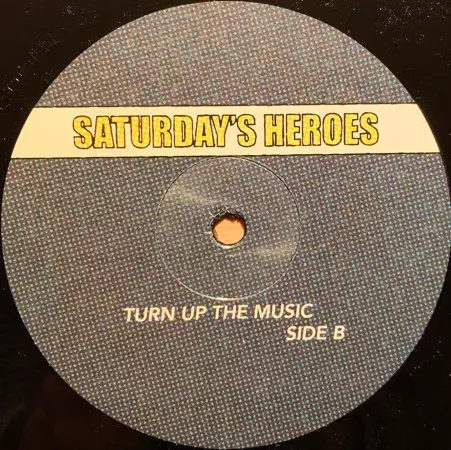 SATURDAY'S HEROES
TURN UP THE MUSIC
SIDE B